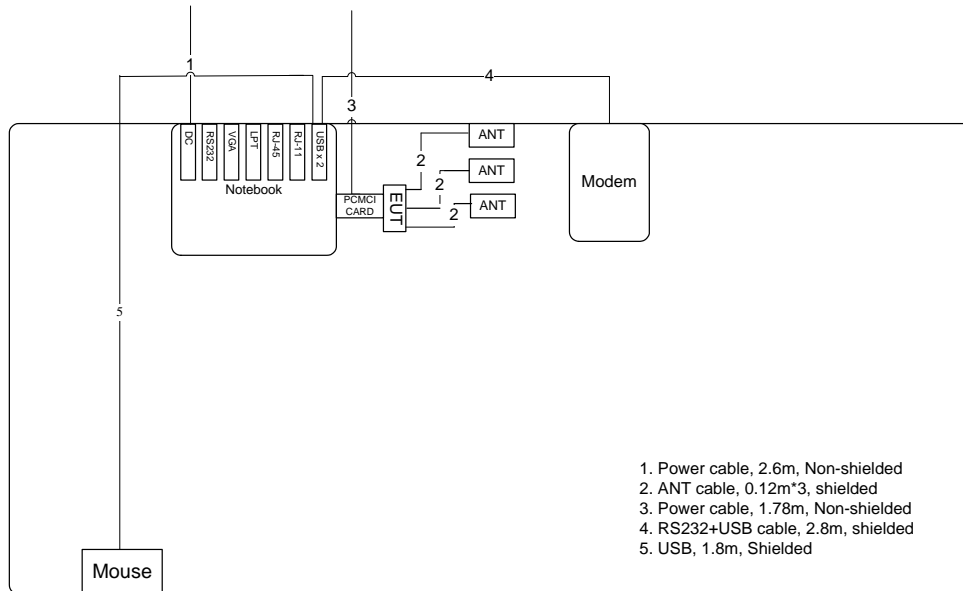 1
4
3
DC
RS232
VGA
LPT
RJ-45
RJ-11
USB x 2
Notebook
PCMCI
CARD
EUT
2
2
2
ANT
ANT
ANT
Modem
5
Mouse
1. Power cable, 2.6m, Non-shielded
2. ANT cable, 0.12m*3, shielded
3. Power cable, 1.78m, Non-shielded
4. RS232+USB cable, 2.8m, shielded
5. USB, 1.8m, Shielded